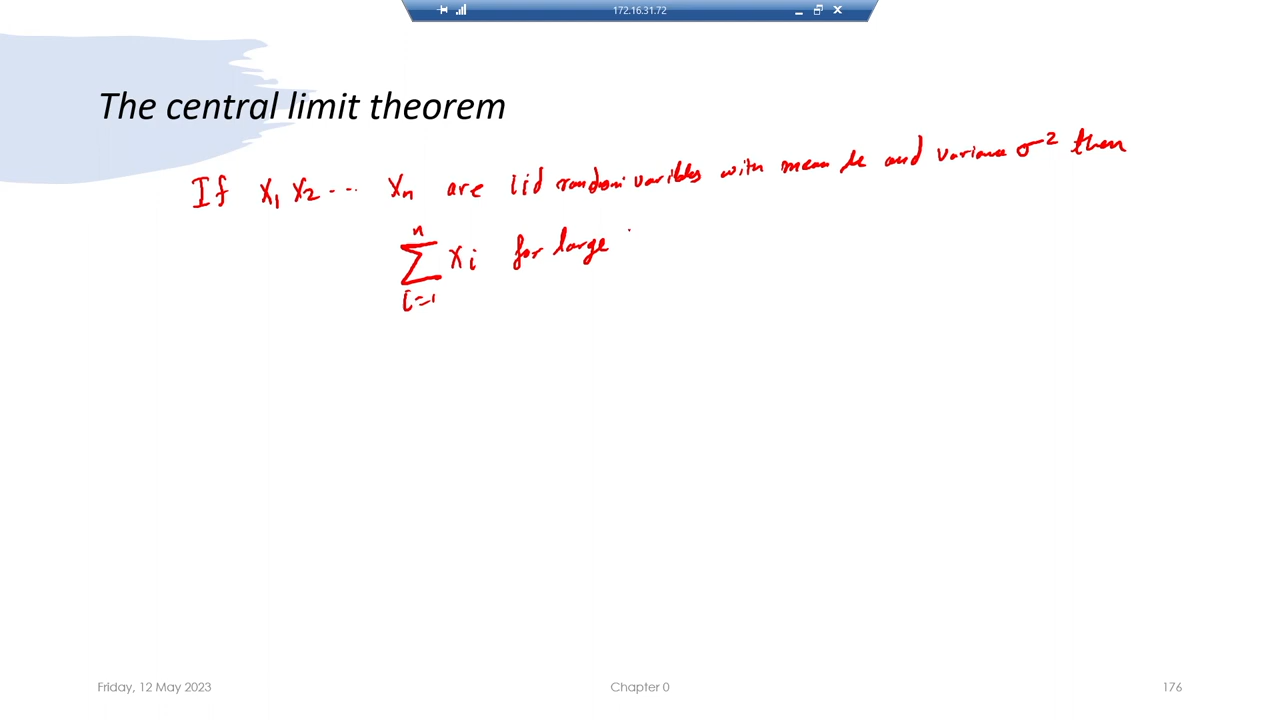 172.16.31.72
The central limit theorem
If X₁ X₂ ... Xₙ are iid random varibles with mean μ and variance σ² then
n
∑ Xi for large
i=1
Friday, 12 May 2023
Chapter 0
176